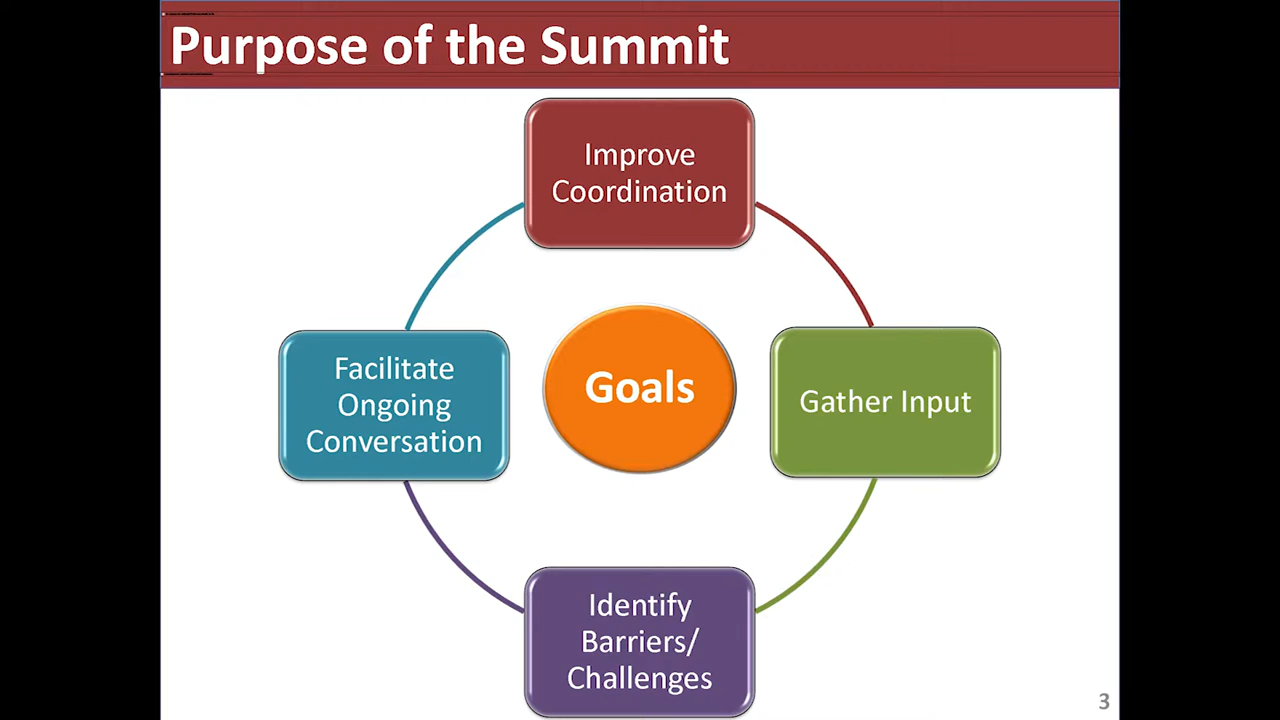 Purpose of the Summit
Improve
Coordination
Facilitate
Ongoing
Conversation
Goals
Gather Input
Identify
Barriers/
Challenges
3